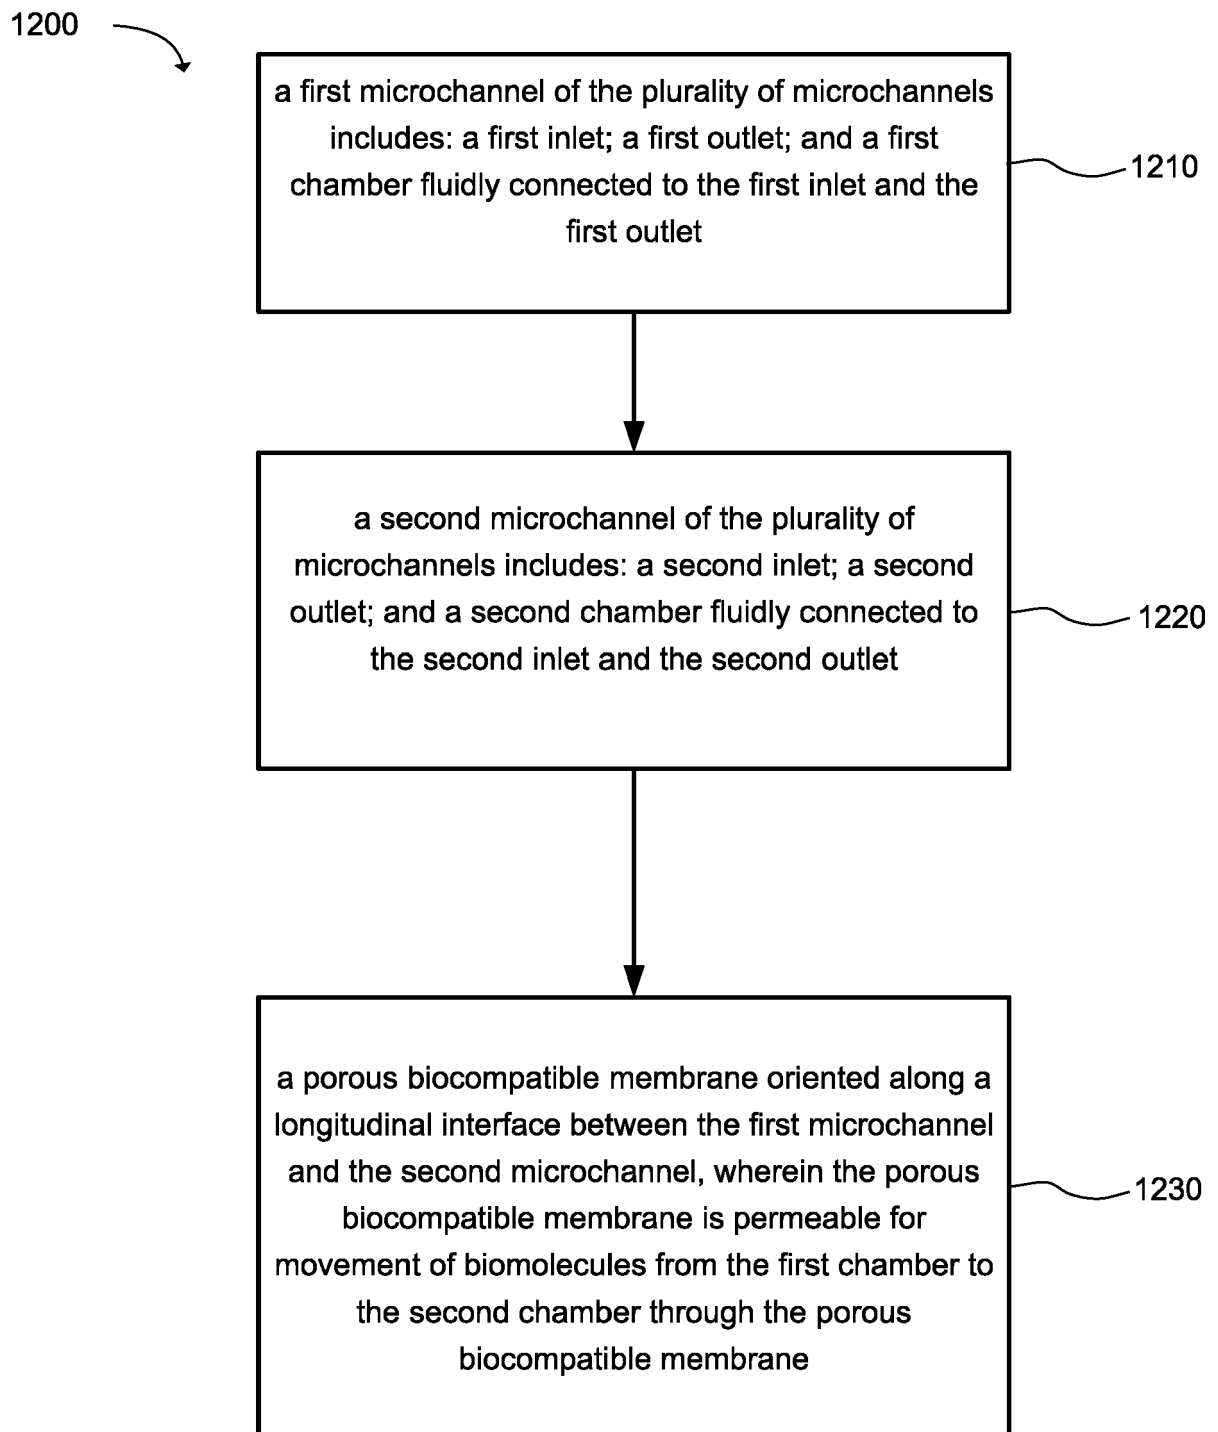 1200
a first microchannel of the plurality of microchannels
includes: a first inlet; a first outlet; and a first
chamber fluidly connected to the first inlet and the
first outlet
1210
a second microchannel of the plurality of
microchannels includes: a second inlet; a second
outlet; and a second chamber fluidly connected to
the second inlet and the second outlet
1220
a porous biocompatible membrane oriented along a
longitudinal interface between the first microchannel
and the second microchannel, wherein the porous
biocompatible membrane is permeable for
movement of biomolecules from the first chamber to
the second chamber through the porous
biocompatible membrane
1230